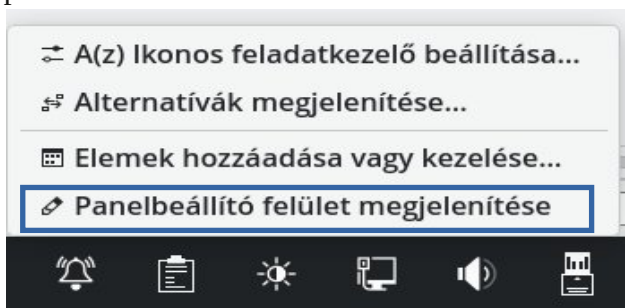 A(z) Ikonos feladatkezelő beállítása...
Alternatívák megjelenítése...
Elemek hozzáadása vagy kezelése...
Panelbeállító felület megjelenítése